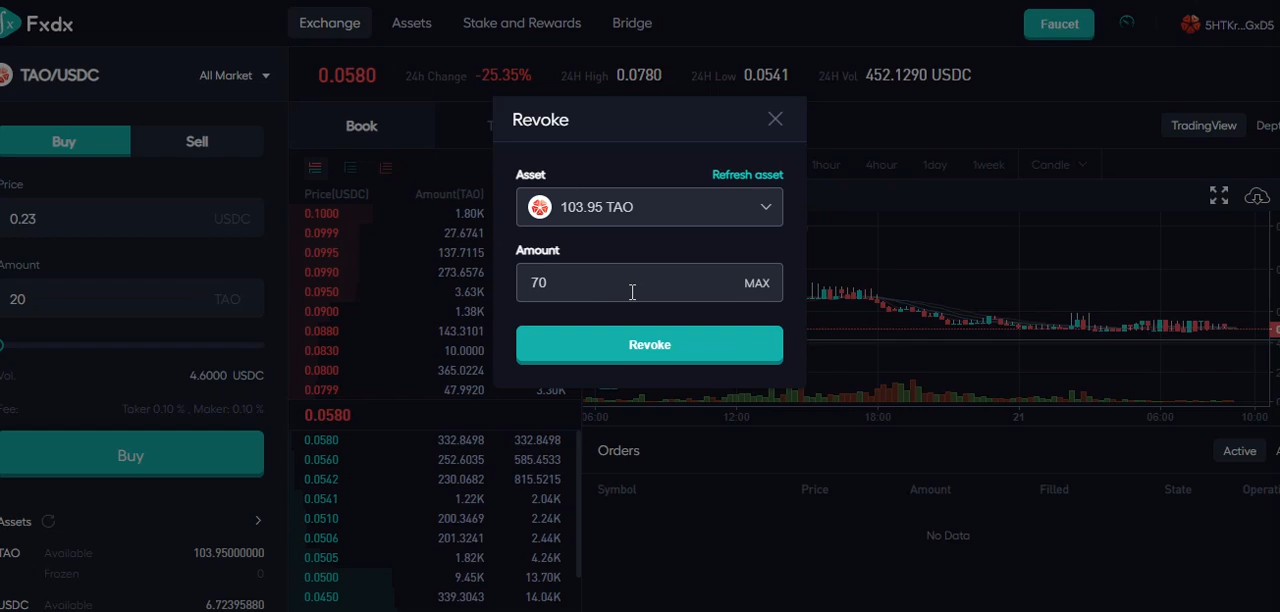 Fxdx
Exchange
Assets
Stake and Rewards
Bridge
Faucet
5HTKr...GxD5
TAO/USDC
All Market
0.0580
24h Change -25.35%
24H High 0.0780
24H Low 0.0541
24H Vol 452.1290 USDC
Buy
Sell
Price
0.23 USDC
Amount
20 TAO
Vol. 4.6000 USDC
Fee: Taker 0.10 % , Maker: 0.10 %
Buy
Assets
TAO Available 103.95000000
Frozen 0
USDC Available 6.72395880
Book
Price(USDC) Amount(TAO)
0.1000 1.80K
0.0999 27.6741
0.0995 137.7115
0.0990 273.6576
0.0950 3.63K
0.0900 1.38K
0.0880 143.3101
0.0830 10.0000
0.0800 365.0224
0.0799 47.9920 3.30K
0.0580
0.0580 332.8498 332.8498
0.0560 252.6035 585.4533
0.0542 230.0682 815.5215
0.0541 1.22K 2.04K
0.0510 200.3469 2.24K
0.0506 201.3241 2.44K
0.0505 1.82K 4.26K
0.0500 9.45K 13.70K
0.0450 339.3043 14.04K
Revoke
Asset Refresh asset
103.95 TAO
Amount
70 MAX
Revoke
TradingView
1hour 4hour 1day 1week Candle
06:00 12:00 18:00 21 06:00 10:00
Orders
Active
Symbol Price Amount Filled State
No Data